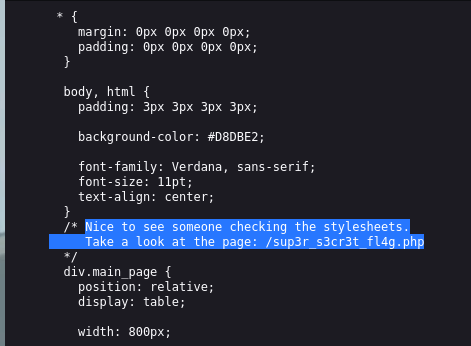 * {
margin: 0px 0px 0px 0px;
padding: 0px 0px 0px 0px;
}
body, html {
padding: 3px 3px 3px 3px;
background-color: #D8DBE2;
font-family: Verdana, sans-serif;
font-size: 11pt;
text-align: center;
}
/* Nice to see someone checking the stylesheets.
Take a look at the page: /sup3r_s3cr3t_fl4g.php
*/
div.main_page {
position: relative;
display: table;
width: 800px;